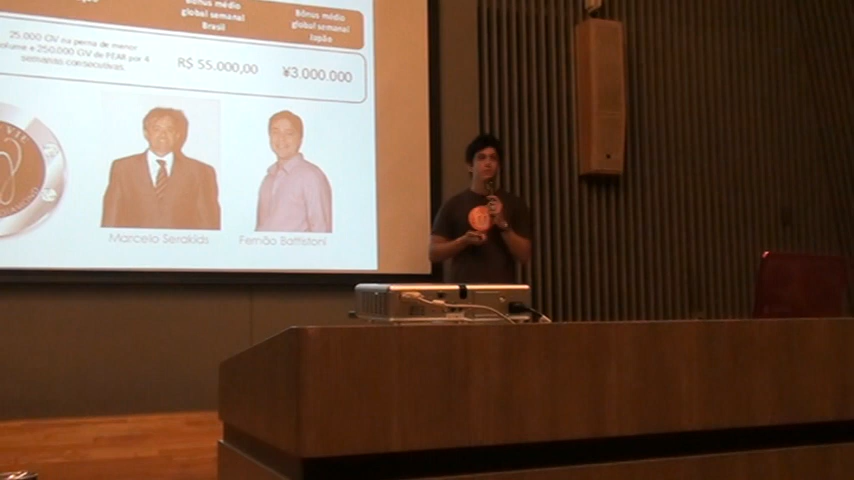 Bônus médio
global semanal
Brasil
Bônus médio
global semanal
Japão
25.000 GV na perna de menor
volume e 250.000 GV de PEAR por 4
semanas consecutivas
R$ 55.000,00
¥3.000.000
Marcelo Serakids
Fernão Battistoni